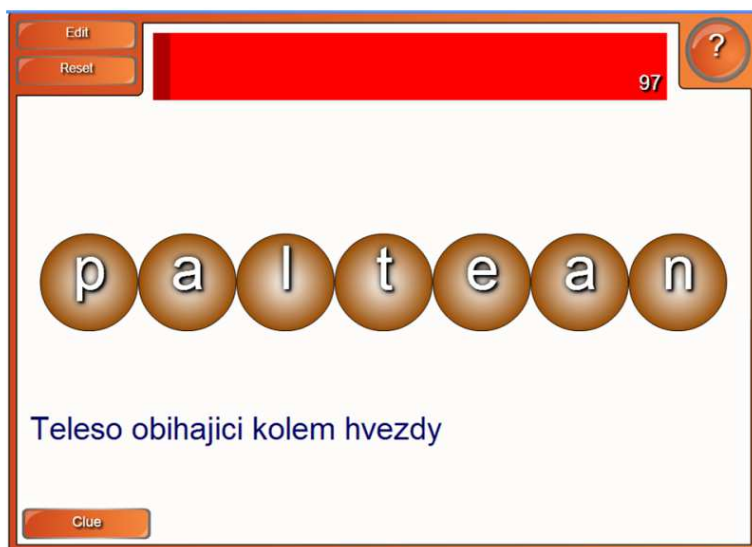 Edit
Reset
97
?
p a l t e a n
Teleso obihajici kolem hvezdy
Clue